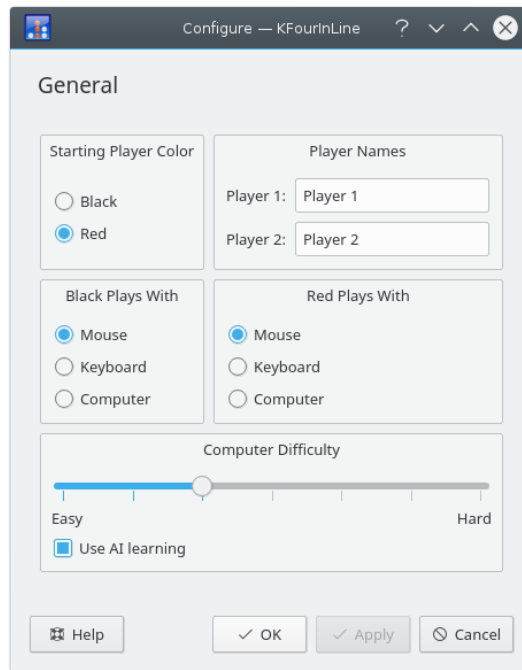 Configure — KFourInLine
General
Starting Player Color
Black
Red
Player Names
Player 1: Player 1
Player 2: Player 2
Black Plays With
Mouse
Keyboard
Computer
Red Plays With
Mouse
Keyboard
Computer
Computer Difficulty
Easy Hard
Use AI learning
Help OK Apply Cancel